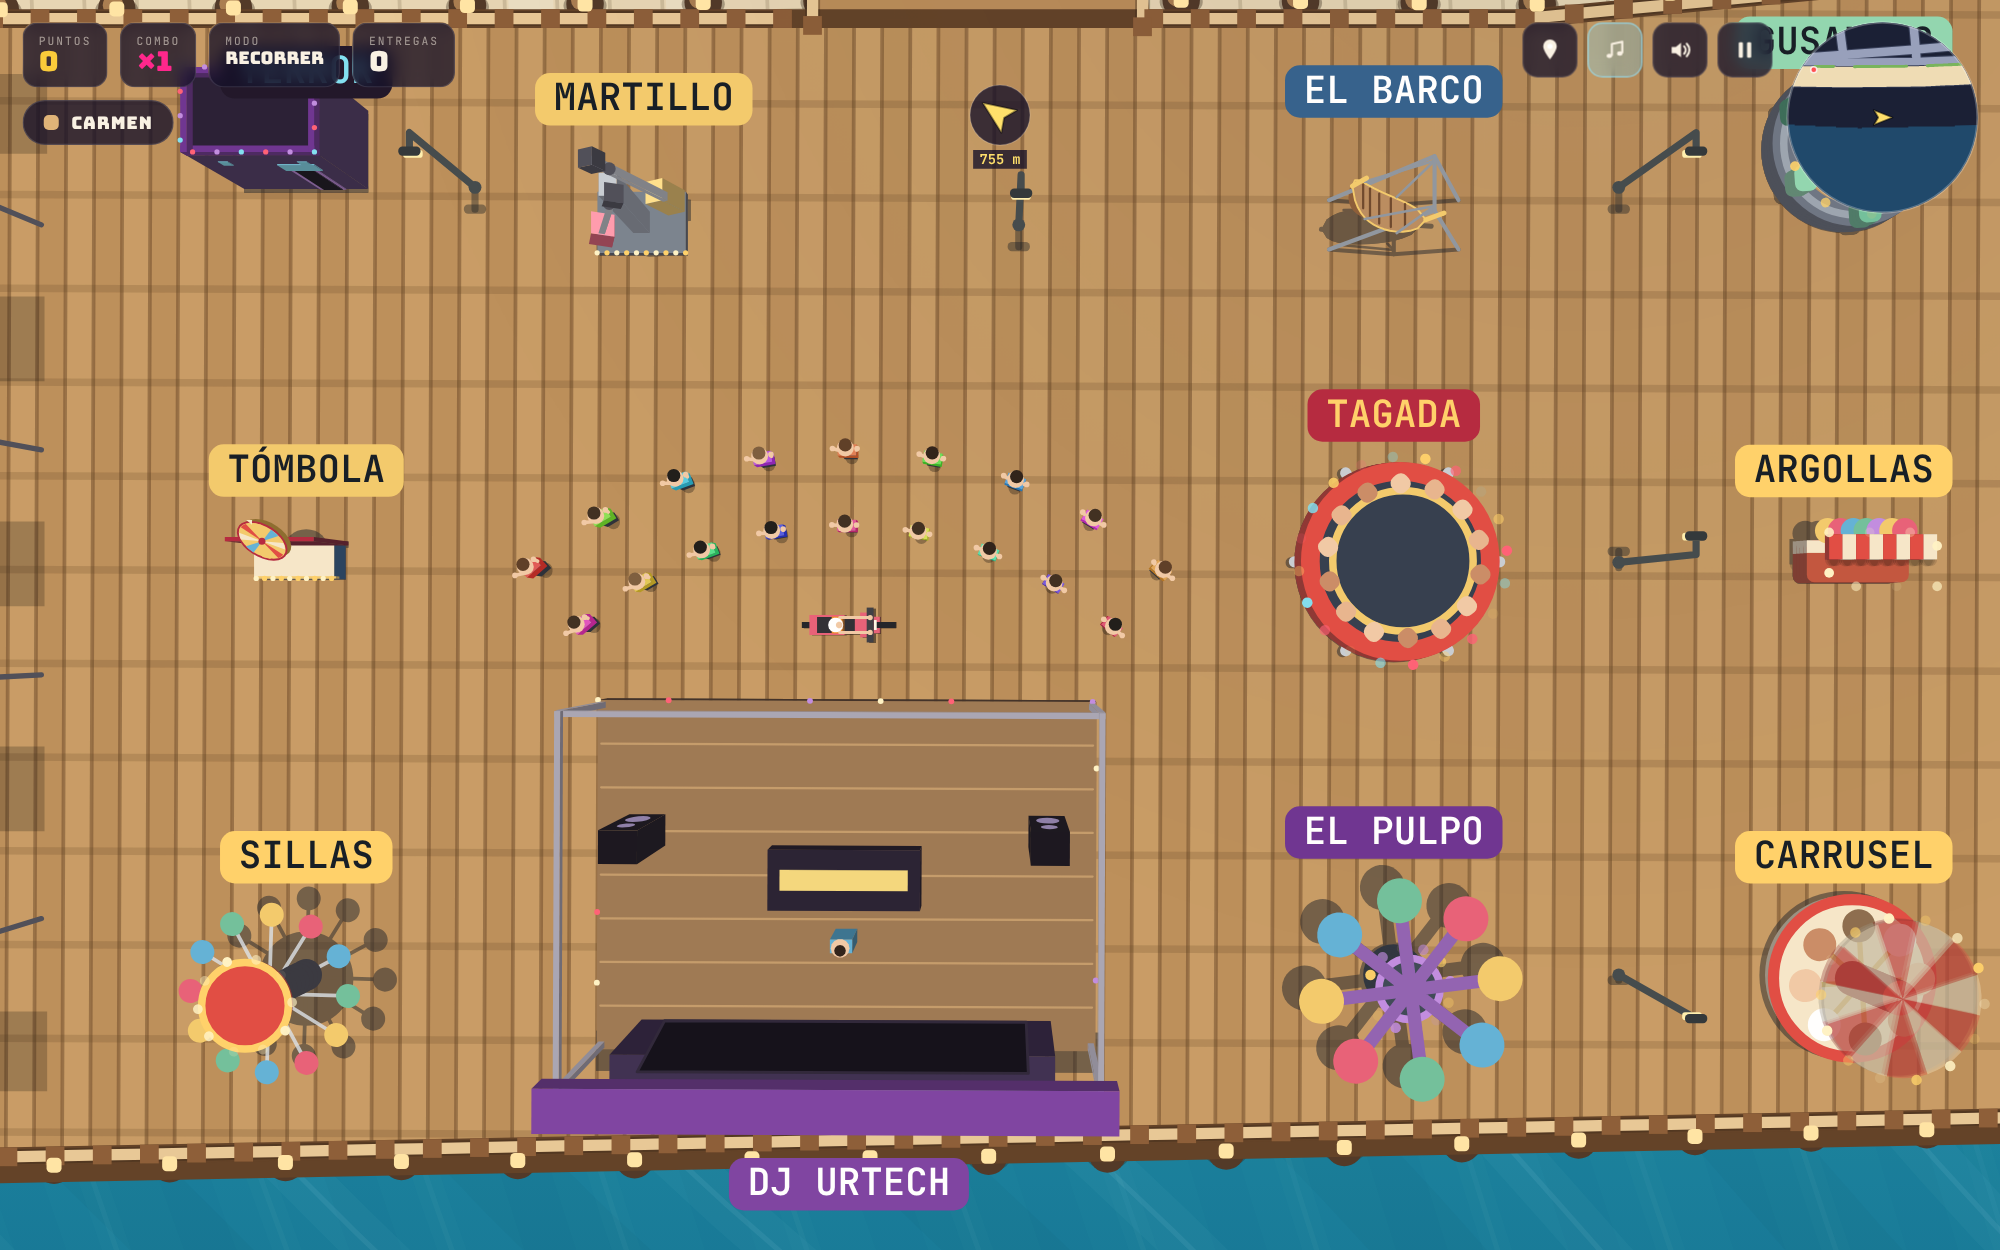 PUNTOS
0
COMBO
×1
MODO
RECORRER
ENTREGAS
0
CARMEN
MARTILLO
755 m
EL BARCO
TAGADA
TÓMBOLA
ARGOLLAS
SILLAS
EL PULPO
CARRUSEL
DJ URTECH